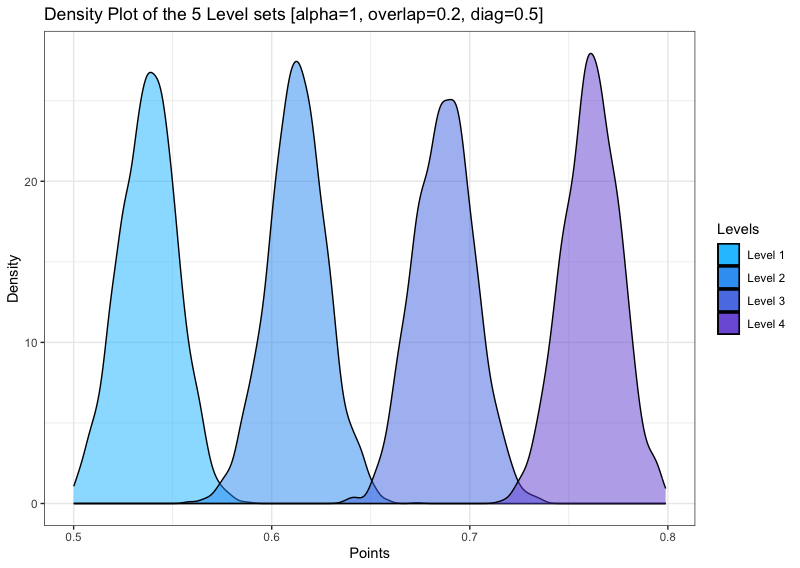 Density Plot of the 5 Level sets [alpha=1, overlap=0.2, diag=0.5]
Density
20
10
0
0.5
0.6
0.7
0.8
Points
Levels
Level 1
Level 2
Level 3
Level 4